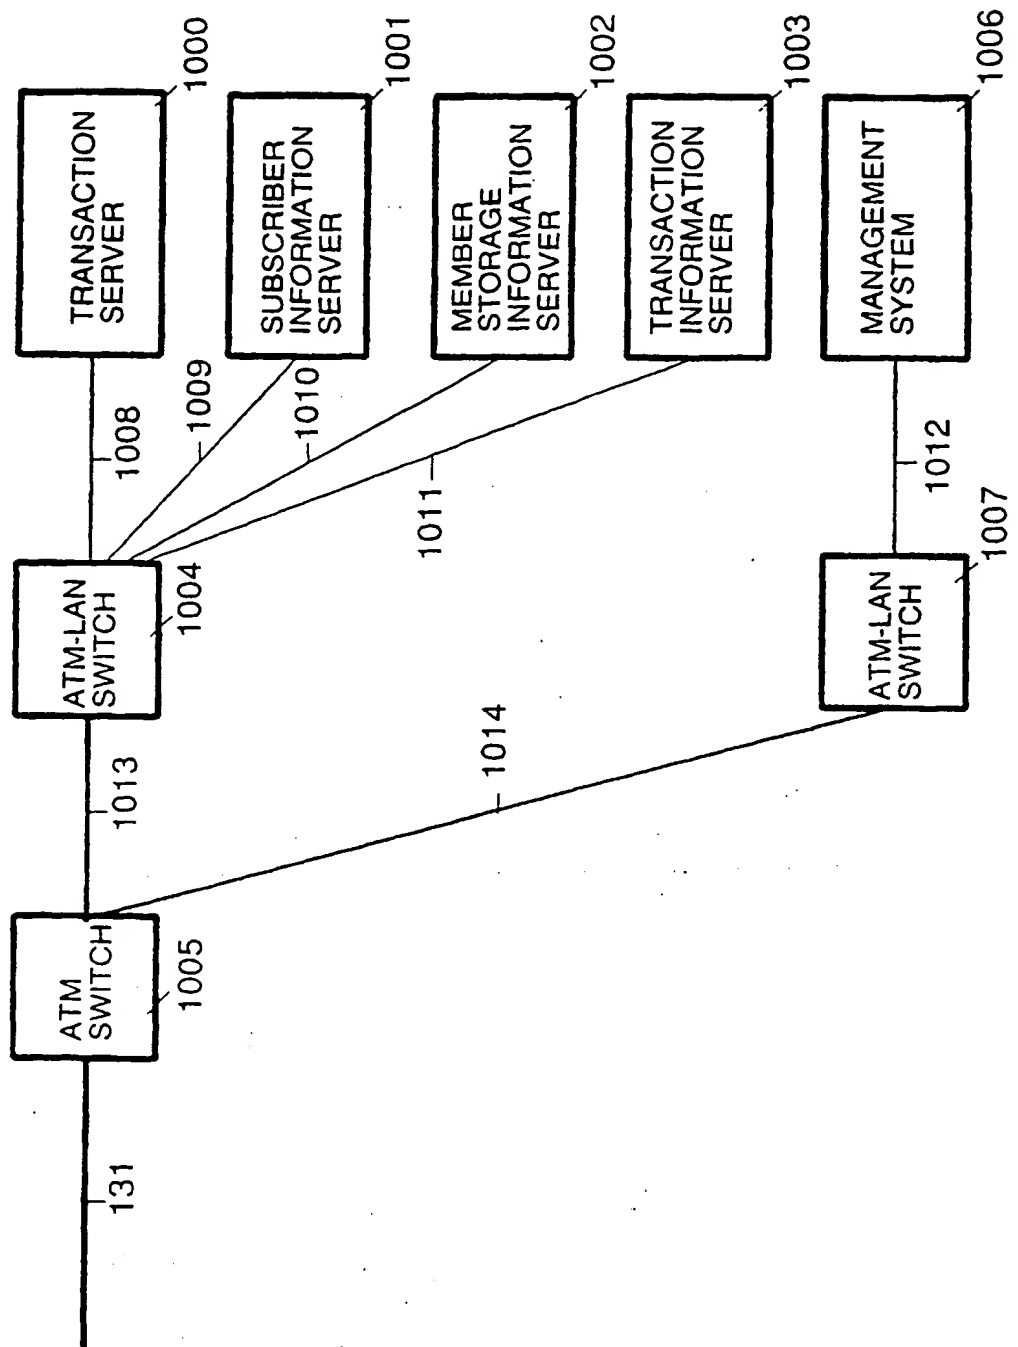 TRANSACTION
SERVER
1000
SUBSCRIBER
INFORMATION
SERVER
1001
MEMBER
STORAGE
INFORMATION
SERVER
1002
TRANSACTION
INFORMATION
SERVER
1003
MANAGEMENT
SYSTEM
1006
1008
1009
1010
1011
1012
ATM-LAN
SWITCH
1004
ATM-LAN
SWITCH
1007
1013
1014
ATM
SWITCH
1005
131